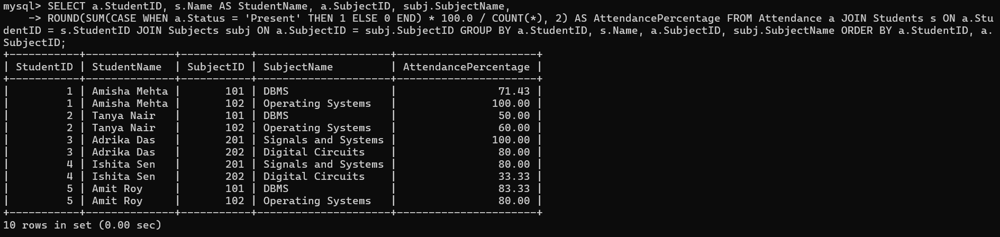 mysql> SELECT a.StudentID, s.Name AS StudentName, a.SubjectID, subj.SubjectName,
    -> ROUND(SUM(CASE WHEN a.Status = 'Present' THEN 1 ELSE 0 END) * 100.0 / COUNT(*), 2) AS AttendancePercentage FROM Attendance a JOIN Students s ON a.Stu
dentID = s.StudentID JOIN Subjects subj ON a.SubjectID = subj.SubjectID GROUP BY a.StudentID, s.Name, a.SubjectID, subj.SubjectName ORDER BY a.StudentID, a.
SubjectID;
+-----------+--------------+-----------+---------------------+----------------------+
| StudentID | StudentName  | SubjectID | SubjectName         | AttendancePercentage |
+-----------+--------------+-----------+---------------------+----------------------+
|         1 | Amisha Mehta |       101 | DBMS                |                71.43 |
|         1 | Amisha Mehta |       102 | Operating Systems   |               100.00 |
|         2 | Tanya Nair   |       101 | DBMS                |                50.00 |
|         2 | Tanya Nair   |       102 | Operating Systems   |                60.00 |
|         3 | Adrika Das   |       201 | Signals and Systems |               100.00 |
|         3 | Adrika Das   |       202 | Digital Circuits    |                80.00 |
|         4 | Ishita Sen   |       201 | Signals and Systems |                80.00 |
|         4 | Ishita Sen   |       202 | Digital Circuits    |                33.33 |
|         5 | Amit Roy     |       101 | DBMS                |                83.33 |
|         5 | Amit Roy     |       102 | Operating Systems   |                80.00 |
+-----------+--------------+-----------+---------------------+----------------------+
10 rows in set (0.00 sec)